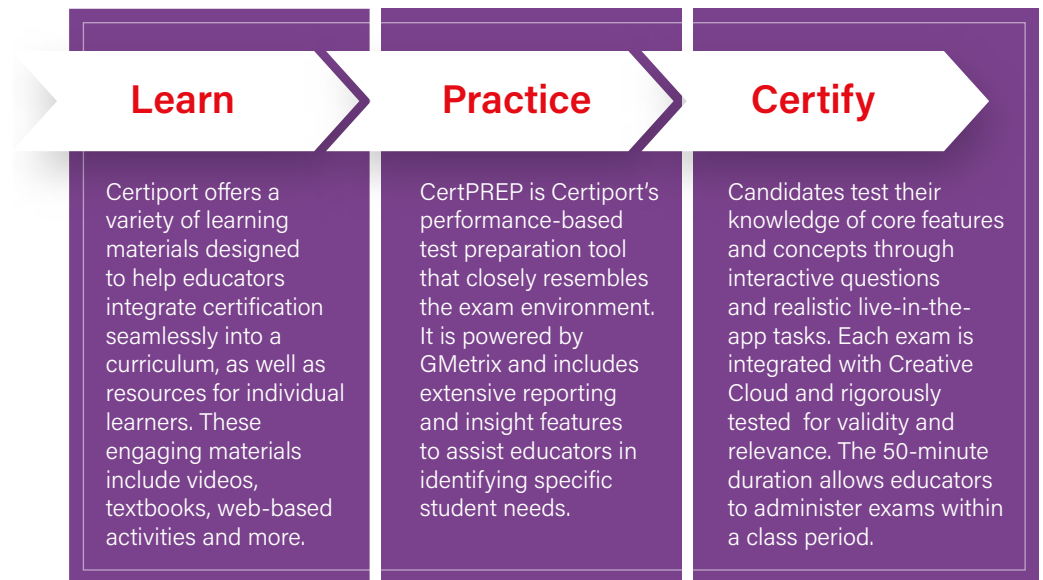 Learn
Certiport offers a
variety of learning
materials designed
to help educators
integrate certification
seamlessly into a
curriculum, as well as
resources for individual
learners. These
engaging materials
include videos,
textbooks, web-based
activities and more.
Practice
CertPREP is Certiport’s
performance-based
test preparation tool
that closely resembles
the exam environment.
It is powered by
GMetrix and includes
extensive reporting
and insight features
to assist educators in
identifying specific
student needs.
Certify
Candidates test their
knowledge of core features
and concepts through
interactive questions
and realistic live-in-the-
app tasks. Each exam is
integrated with Creative
Cloud and rigorously
tested  for validity and
relevance. The 50-minute
duration allows educators
to administer exams within
a class period.